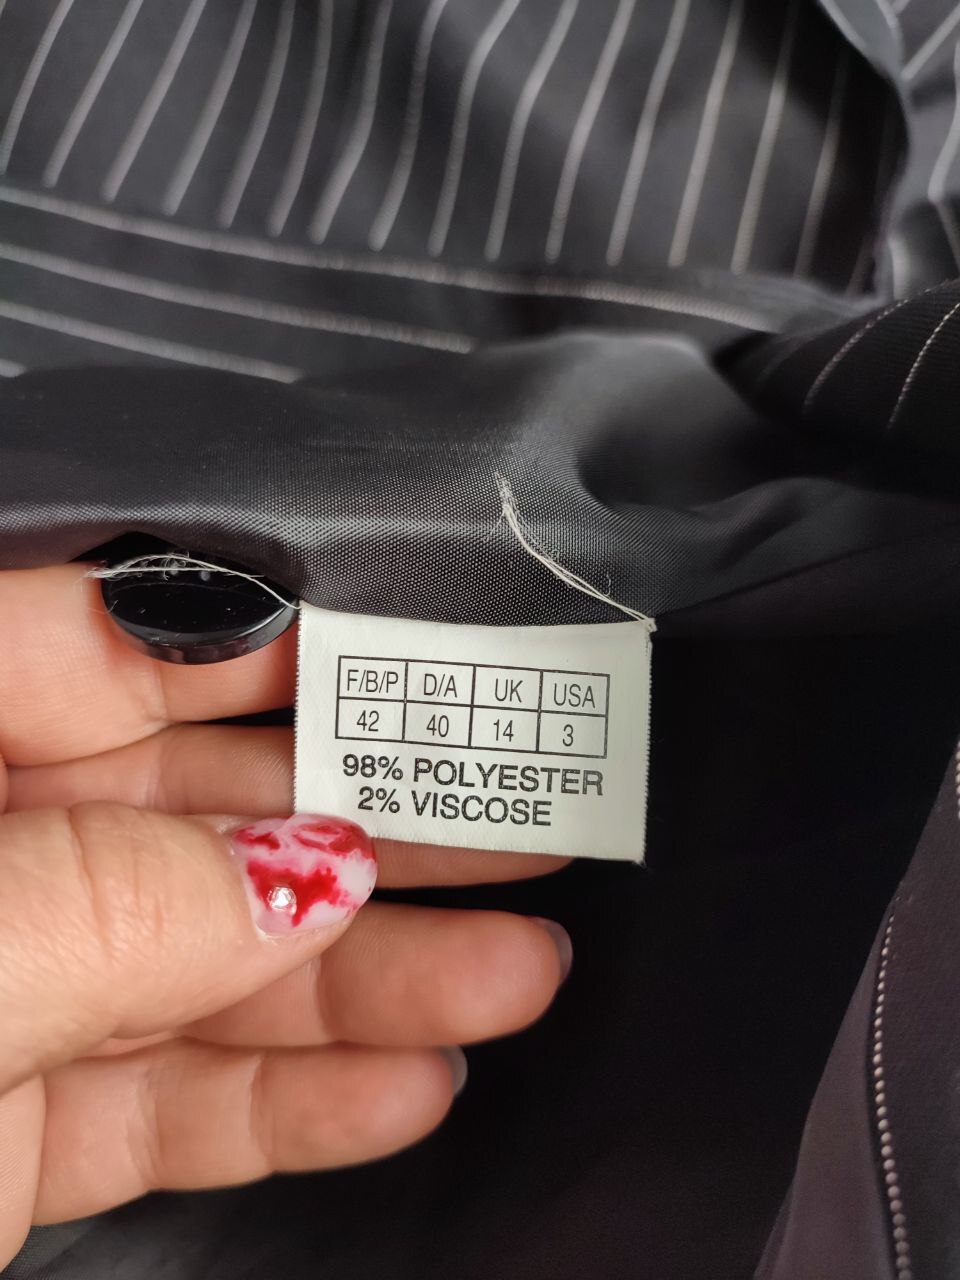 F/B/P D/A UK USA
42 40 14 3
98% POLYESTER
2% VISCOSE